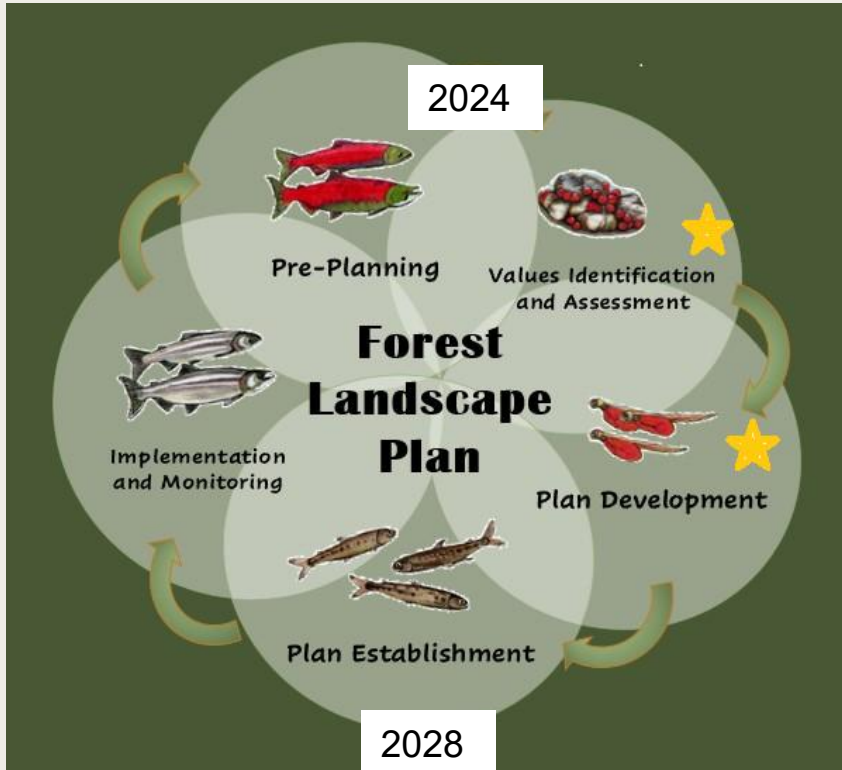 2024
Pre-Planning
Values Identification
and Assessment
Forest
Landscape
Plan
Implementation
and Monitoring
Plan Development
Plan Establishment
2028